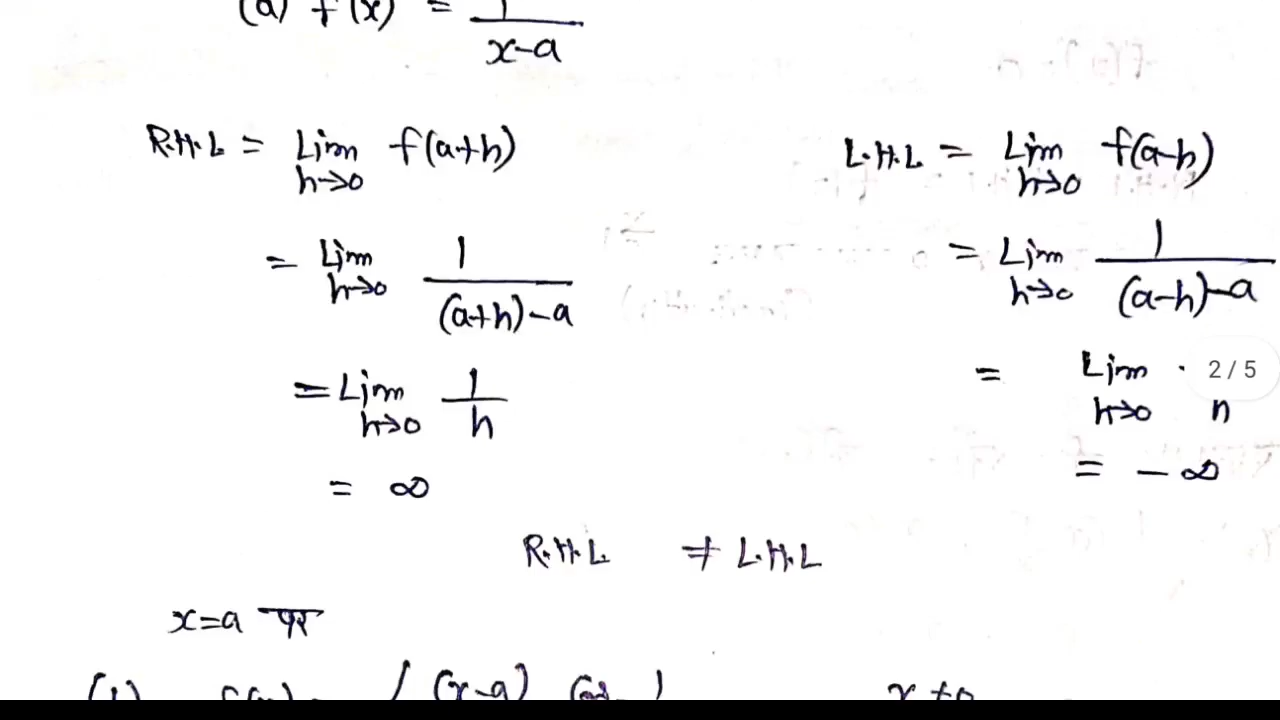 (a) f(x) = 1 / x-a
R.H.L = Lim h→0 f(a+h)
= Lim h→0 1 / (a+h)-a
= Lim h→0 1 / h
= ∞
L.H.L = Lim h→0 f(a-h)
= Lim h→0 1 / (a-h)-a
= Lim h→0
= -∞
2 / 5
R.H.L. ≠ L.H.L
x=a पर
(x-a)